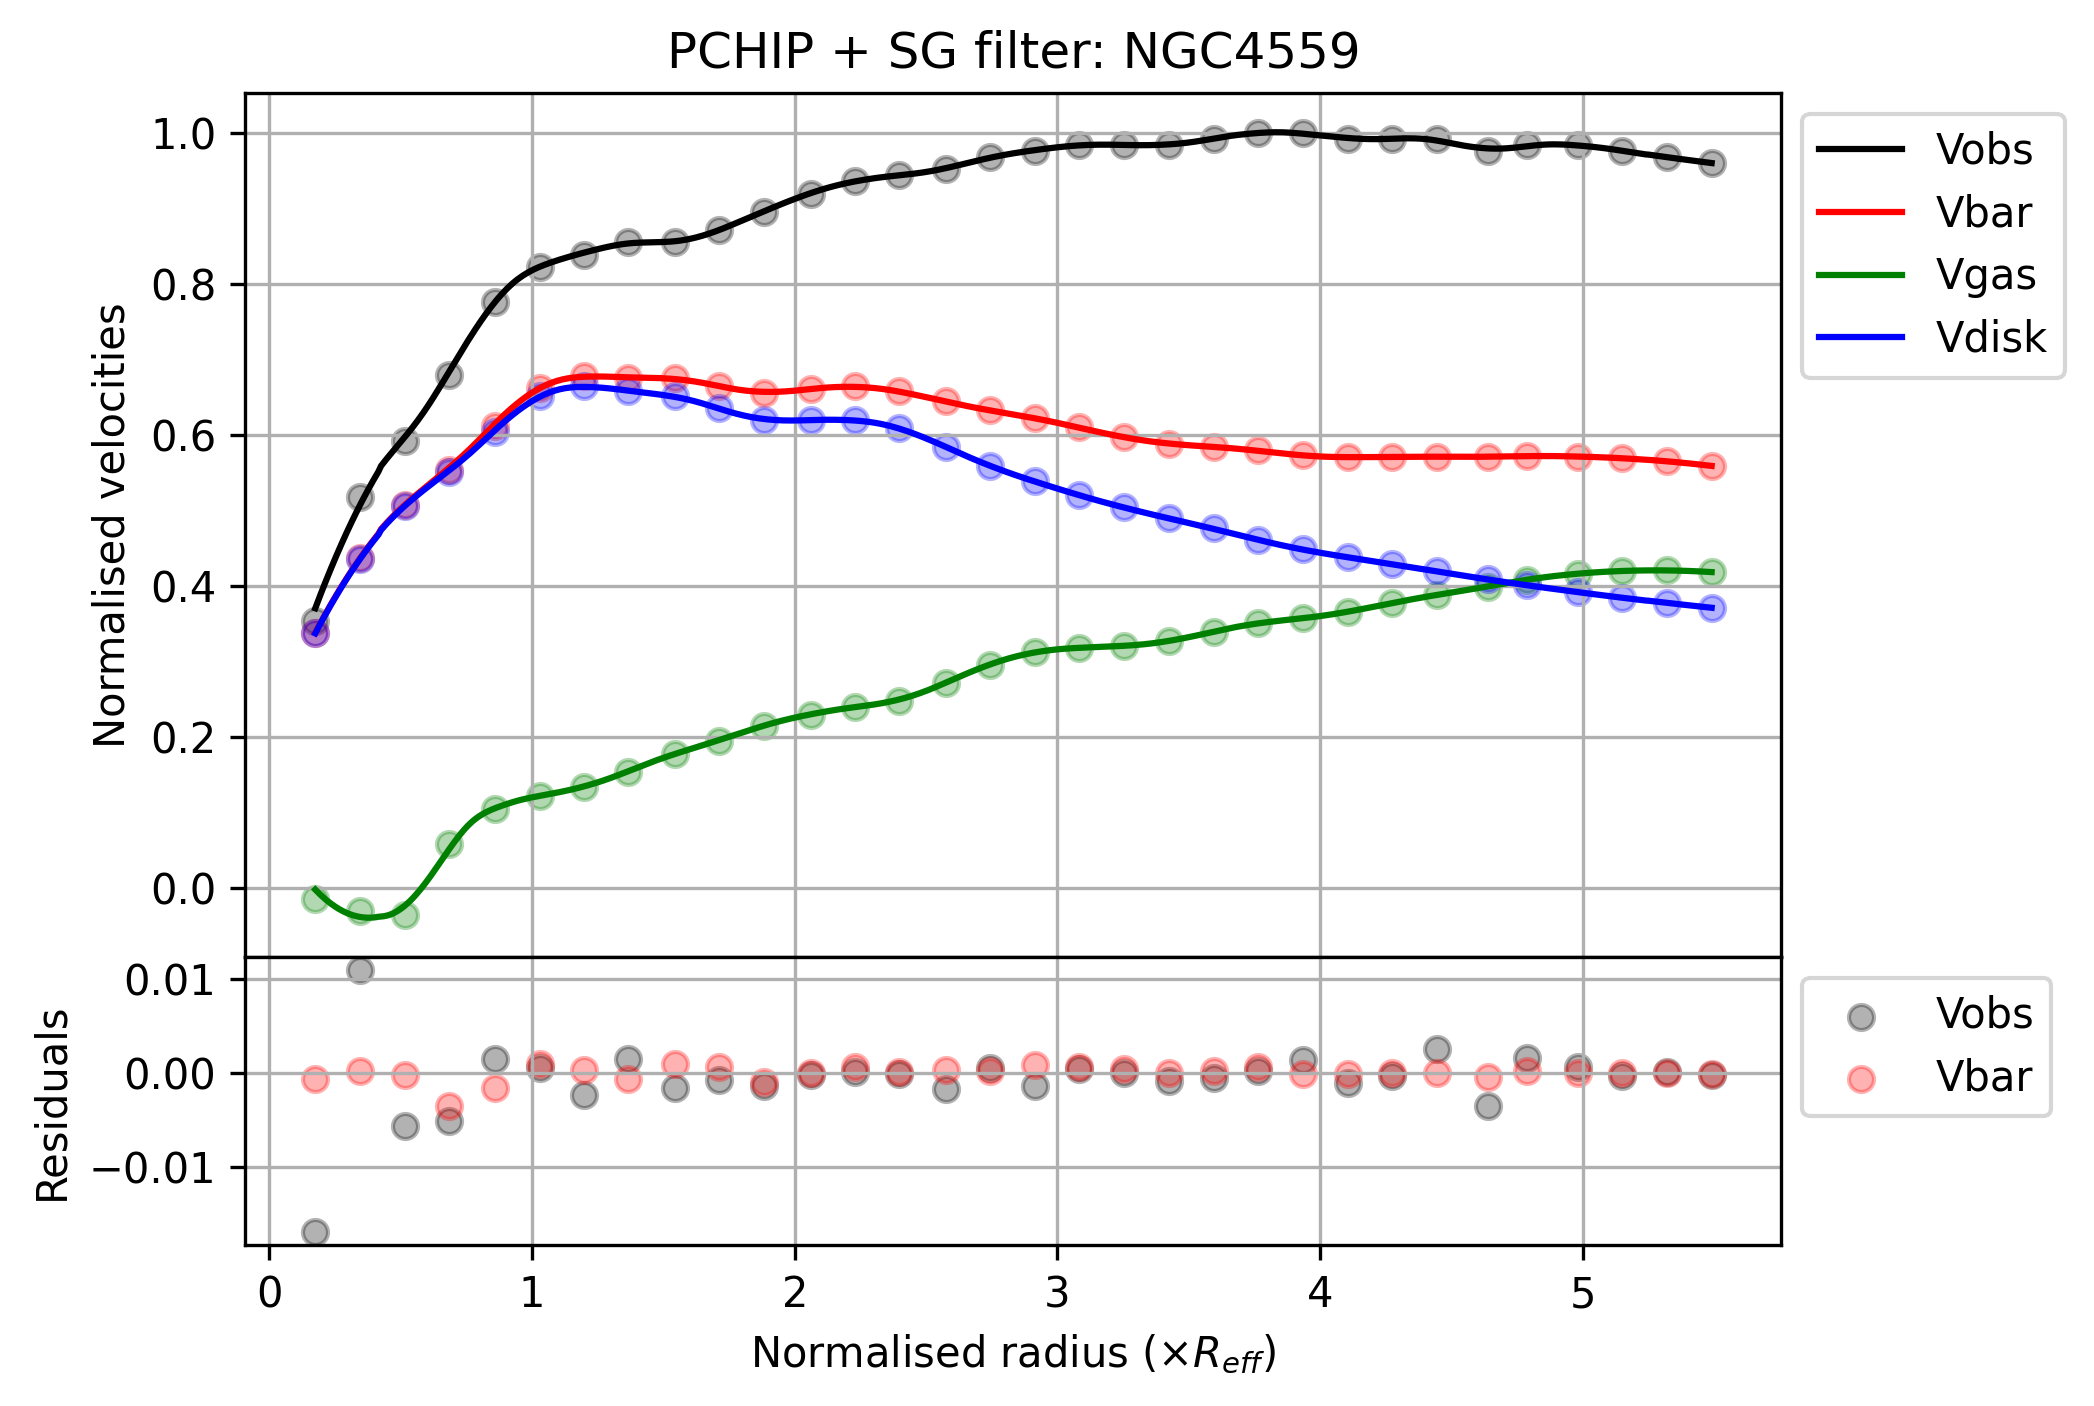 PCHIP + SG filter: NGC4559
1.0
0.8
0.6
0.4
0.2
0.0
Normalised velocities
Vobs
Vbar
Vgas
Vdisk
0.01
0.00
−0.01
Residuals
Vobs
Vbar
0 1 2 3 4 5
Normalised radius (×R_eff)